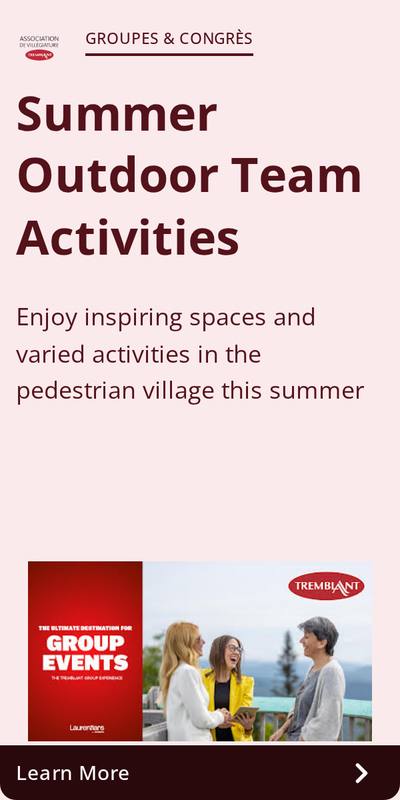 ASSOCIATION
DE VILLÉGIATURE
TREMBLANT
GROUPES & CONGRÈS
Summer
Outdoor Team
Activities
Enjoy inspiring spaces and
varied activities in the
pedestrian village this summer
TREMBLANT
THE ULTIMATE DESTINATION FOR
GROUP
EVENTS
THE TREMBLANT GROUP EXPERIENCE
Laurentians
Learn More